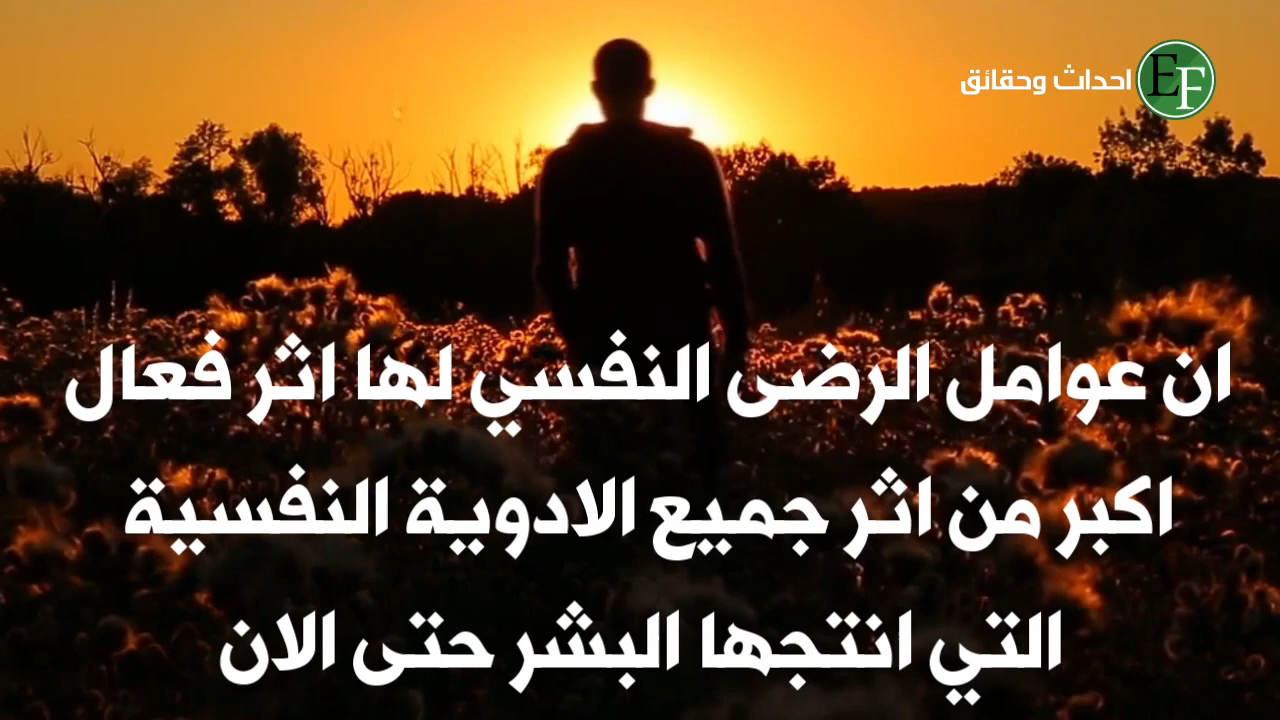 احداث وحقائق EF
ان عوامل الرضى النفسي لها اثر فعال
اكبر من اثر جميع الادوية النفسية
التي انتجها البشر حتى الان